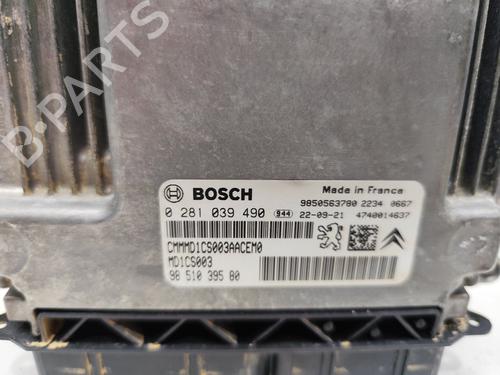 B-PARTS
BOSCH
Made in France
9850563780 2234 0667
0 281 039 490 944 22-09-21 4740014637
CMMMD1CS003AACEM0
MD1CS003
98 510 395 80